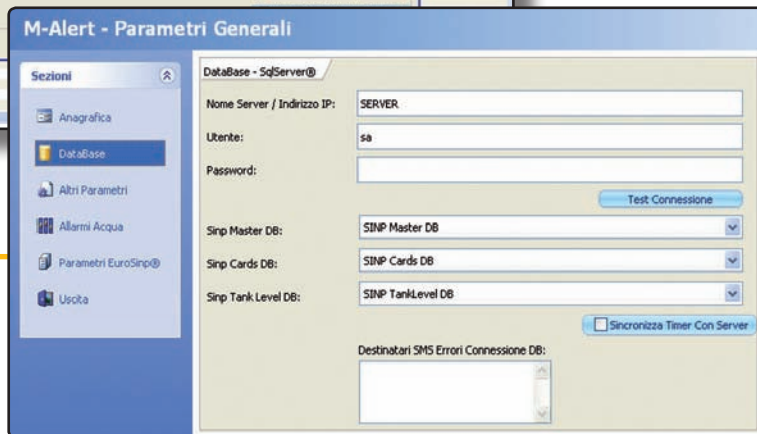 M-Alert - Parametri Generali
Sezioni
Anagrafica
DataBase
Altri Parametri
Allarmi Acqua
Parametri EuroSinp®
Uscita
DataBase - SqlServer®
Nome Server / Indirizzo IP: SERVER
Utente: sa
Password:
Test Connessione
Sinp Master DB: SINP Master DB
Sinp Cards DB: SINP Cards DB
Sinp Tank Level DB: SINP TankLevel DB
Sincronizza Timer Con Server
Destinatari SMS Errori Connessione DB: